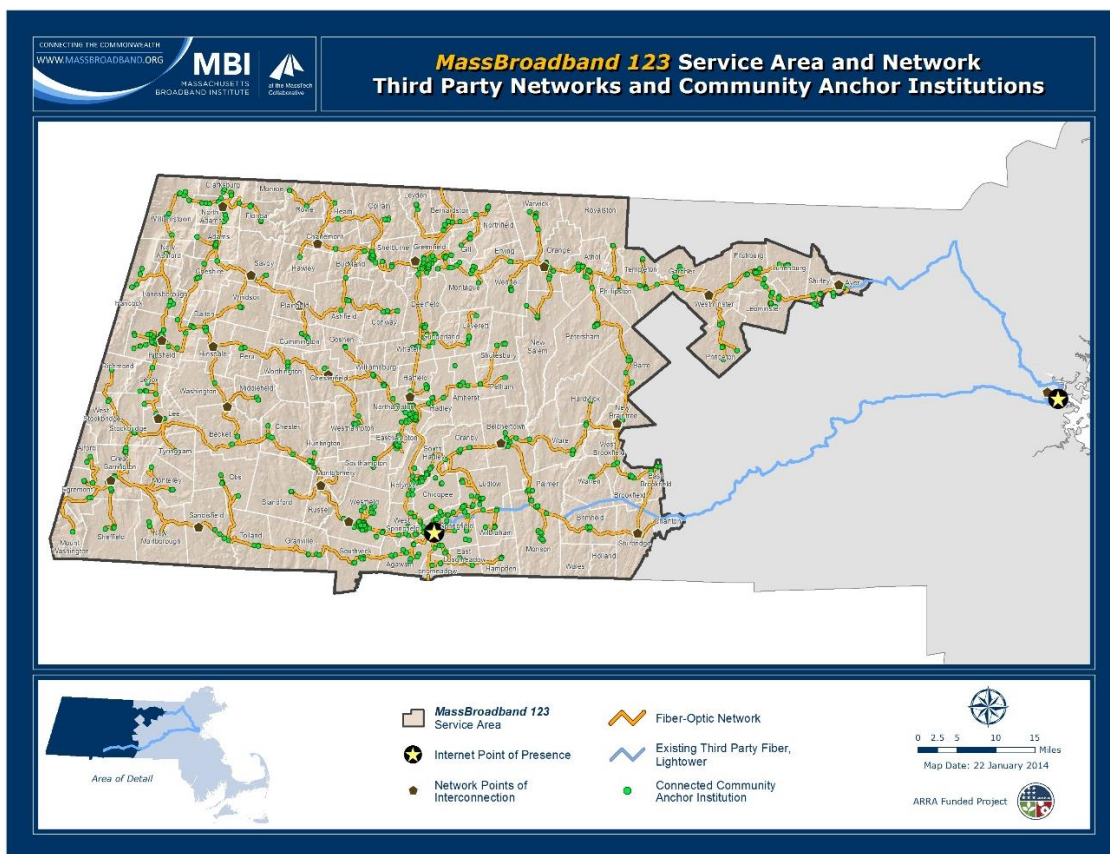 CONNECTING THE COMMONWEALTH
WWW.MASSBROADBAND.ORG
MBI
MASSACHUSETTS
BROADBAND INSTITUTE
at the MassTech
Collaborative
MassBroadband 123 Service Area and Network
Third Party Networks and Community Anchor Institutions
Clarksburg
Monroe
Rowe
Heath
Colrain
Leyden
Bernardston
Warwick
Royalston
Williamstown
North
Adams
Florida
Northfield
Charlemont
Shelburne
Greenfield
Gill
Erving
Orange
Athol
New
Ashford
Adams
Cheshire
Savoy
Hawley
Buckland
Montague
Wendell
Phillipston
Templeton
Gardner
Fitchburg
Lunenburg
Shirley
Ayer
Westminster
Leominster
Princeton
Hancock
Lanesborough
Windsor
Plainfield
Ashfield
Conway
Deerfield
Dalton
Cummington
Goshen
Whately
Sunderland
Leverett
Shutesbury
New
Salem
Petersham
Pittsfield
Hinsdale
Peru
Worthington
Chesterfield
Williamsburg
Hatfield
Barre
Richmond
Lenox
Washington
Middlefield
Northampton
Hadley
Amherst
Pelham
Hardwick
New
Braintree
West
Stockbridge
Stockbridge
Lee
Becket
Chester
Westhampton
Easthampton
Granby
Belchertown
Ware
West
Brookfield
Alford
Great
Barrington
Tyringham
Huntington
Southampton
South
Hadley
East
Brookfield
Egremont
Monterey
Otis
Blandford
Montgomery
Holyoke
Chicopee
Ludlow
Palmer
Warren
Brookfield
Russell
Westfield
West
Springfield
Springfield
Wilbraham
Brimfield
Charlton
Sturbridge
Mount
Washington
Sheffield
New
Marlborough
Sandisfield
Tolland
Granville
Southwick
Agawam
East
Longmeadow
Longmeadow
Hampden
Monson
Wales
Holland
Area of Detail
MassBroadband 123
Service Area
Internet Point of Presence
Network Points of
Interconnection
Fiber-Optic Network
Existing Third Party Fiber,
Lightower
Connected Community
Anchor Institution
0 2.5 5 10 15
Miles
Map Date: 22 January 2014
ARRA Funded Project